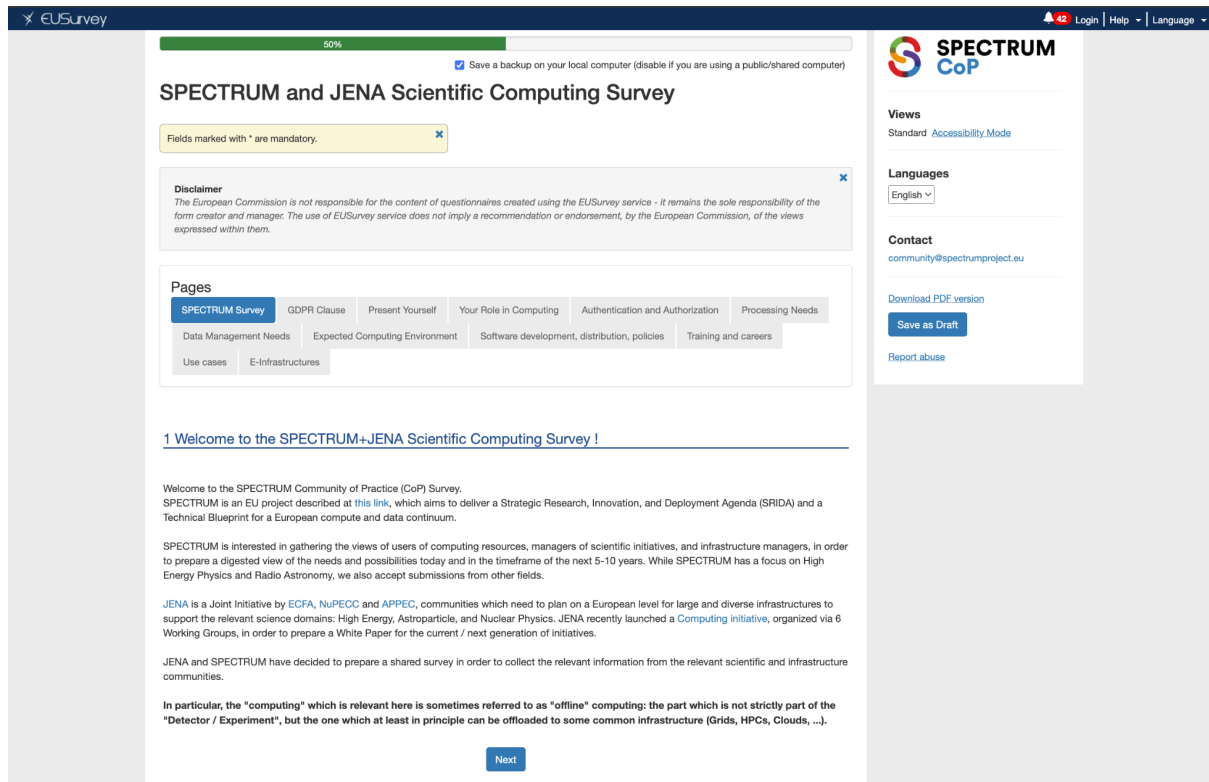 EUSurvey
42 Login | Help | Language
50%
Save a backup on your local computer (disable if you are using a public/shared computer)
SPECTRUM and JENA Scientific Computing Survey
Fields marked with * are mandatory.
Disclaimer
The European Commission is not responsible for the content of questionnaires created using the EUSurvey service - it remains the sole responsibility of the
form creator and manager. The use of EUSurvey service does not imply a recommendation or endorsement, by the European Commission, of the views
expressed within them.
Pages
SPECTRUM Survey GDPR Clause Present Yourself Your Role in Computing Authentication and Authorization Processing Needs
Data Management Needs Expected Computing Environment Software development, distribution, policies Training and careers
Use cases E-Infrastructures
1 Welcome to the SPECTRUM+JENA Scientific Computing Survey !
Welcome to the SPECTRUM Community of Practice (CoP) Survey.
SPECTRUM is an EU project described at this link, which aims to deliver a Strategic Research, Innovation, and Deployment Agenda (SRIDA) and a
Technical Blueprint for a European compute and data continuum.
SPECTRUM is interested in gathering the views of users of computing resources, managers of scientific initiatives, and infrastructure managers, in order
to prepare a digested view of the needs and possibilities today and in the timeframe of the next 5-10 years. While SPECTRUM has a focus on High
Energy Physics and Radio Astronomy, we also accept submissions from other fields.
JENA is a Joint Initiative by ECFA, NuPECC and APPEC, communities which need to plan on a European level for large and diverse infrastructures to
support the relevant science domains: High Energy, Astroparticle, and Nuclear Physics. JENA recently launched a Computing initiative, organized via 6
Working Groups, in order to prepare a White Paper for the current / next generation of initiatives.
JENA and SPECTRUM have decided to prepare a shared survey in order to collect the relevant information from the relevant scientific and infrastructure
communities.
In particular, the "computing" which is relevant here is sometimes referred to as "offline" computing: the part which is not strictly part of the
"Detector / Experiment", but the one which at least in principle can be offloaded to some common infrastructure (Grids, HPCs, Clouds, ...).
Next
SPECTRUM
CoP
Views
Standard Accessibility Mode
Languages
English
Contact
community@spectrumproject.eu
Download PDF version
Save as Draft
Report abuse